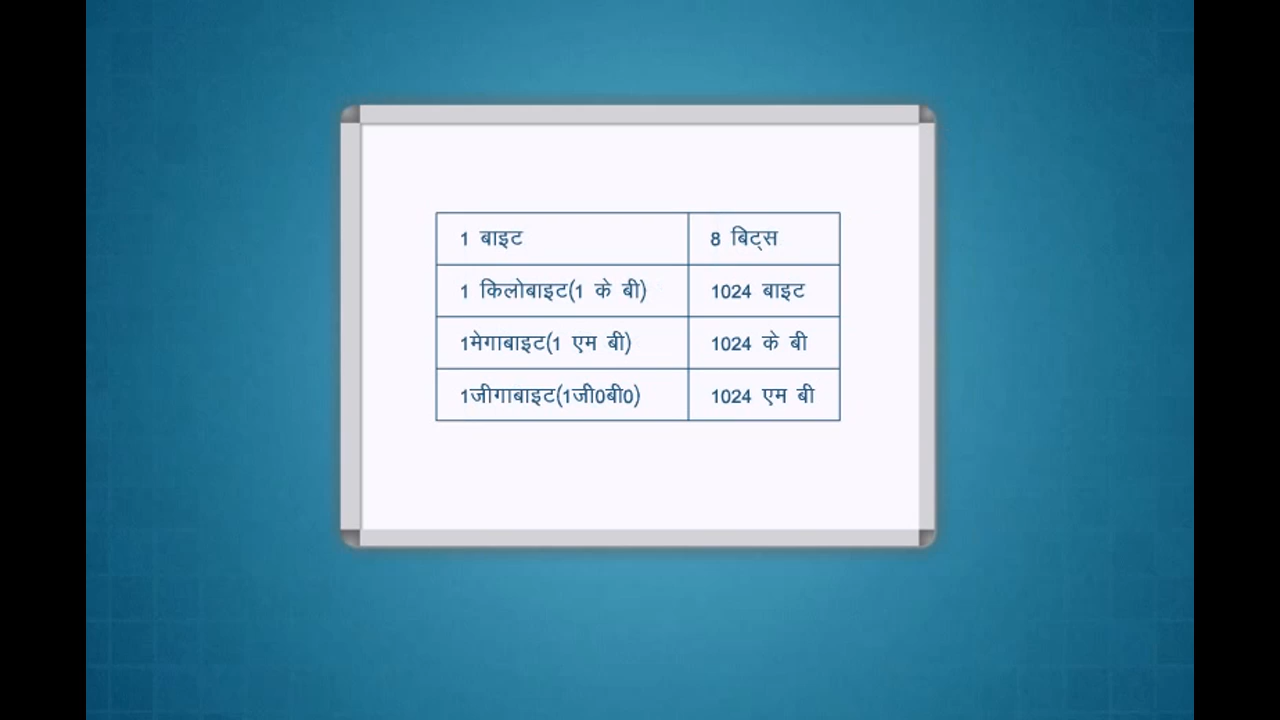 1 बाइट 8 बिट्स
1 किलोबाइट(1 के बी) 1024 बाइट
1मेगाबाइट(1 एम बी) 1024 के बी
1जीगाबाइट(1जी0बी0) 1024 एम बी